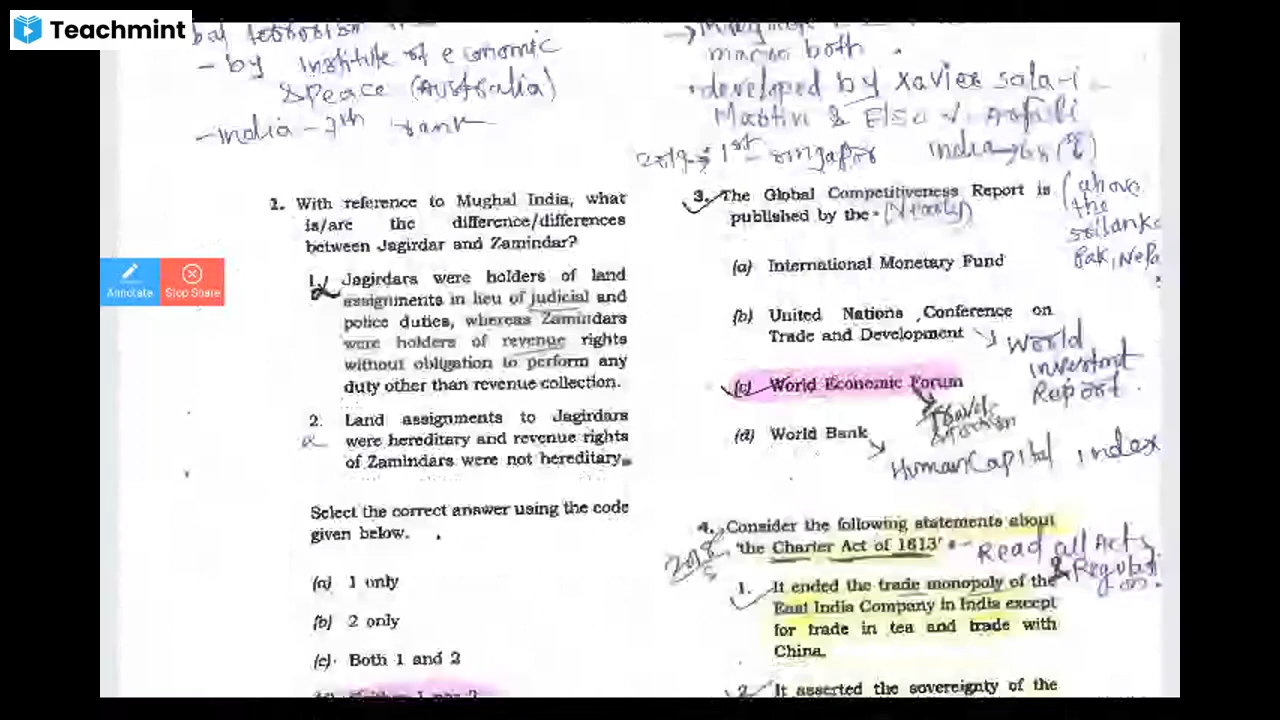 Teachmint
- by Institute of economic
& Peace (Australia)
- India - 7th rank
macro both
developed by Xavier sala-i
Martin & Elsa V. Artadi
1st - singapor India → 68
2. With reference to Mughal India, what
is/are the difference/differences
between Jagirdar and Zamindar?
Annotate
Stop Share
1. Jagirdars were holders of land
assignments in lieu of judicial and
police duties, whereas Zamindars
were holders of revenue rights
without obligation to perform any
duty other than revenue collection.
2. Land assignments to Jagirdars
were hereditary and revenue rights
of Zamindars were not hereditary.
Select the correct answer using the code
given below.
(a) 1 only
(b) 2 only
(c) Both 1 and 2
3. The Global Competitiveness Report is
published by the
(above
the
srilanka
Pak, Nepa
(a) International Monetary Fund
(b) United Nations Conference on
Trade and Development
World
Investment
Report.
(c) World Economic Forum
Travel
(d) World Bank
Human Capital Index
4. Consider the following statements about
'the Charter Act of 1813' :
Read all Acts
& Regulati
ons.
1. It ended the trade monopoly of the
East India Company in India except
for trade in tea and trade with
China.
2. It asserted the sovereignty of the